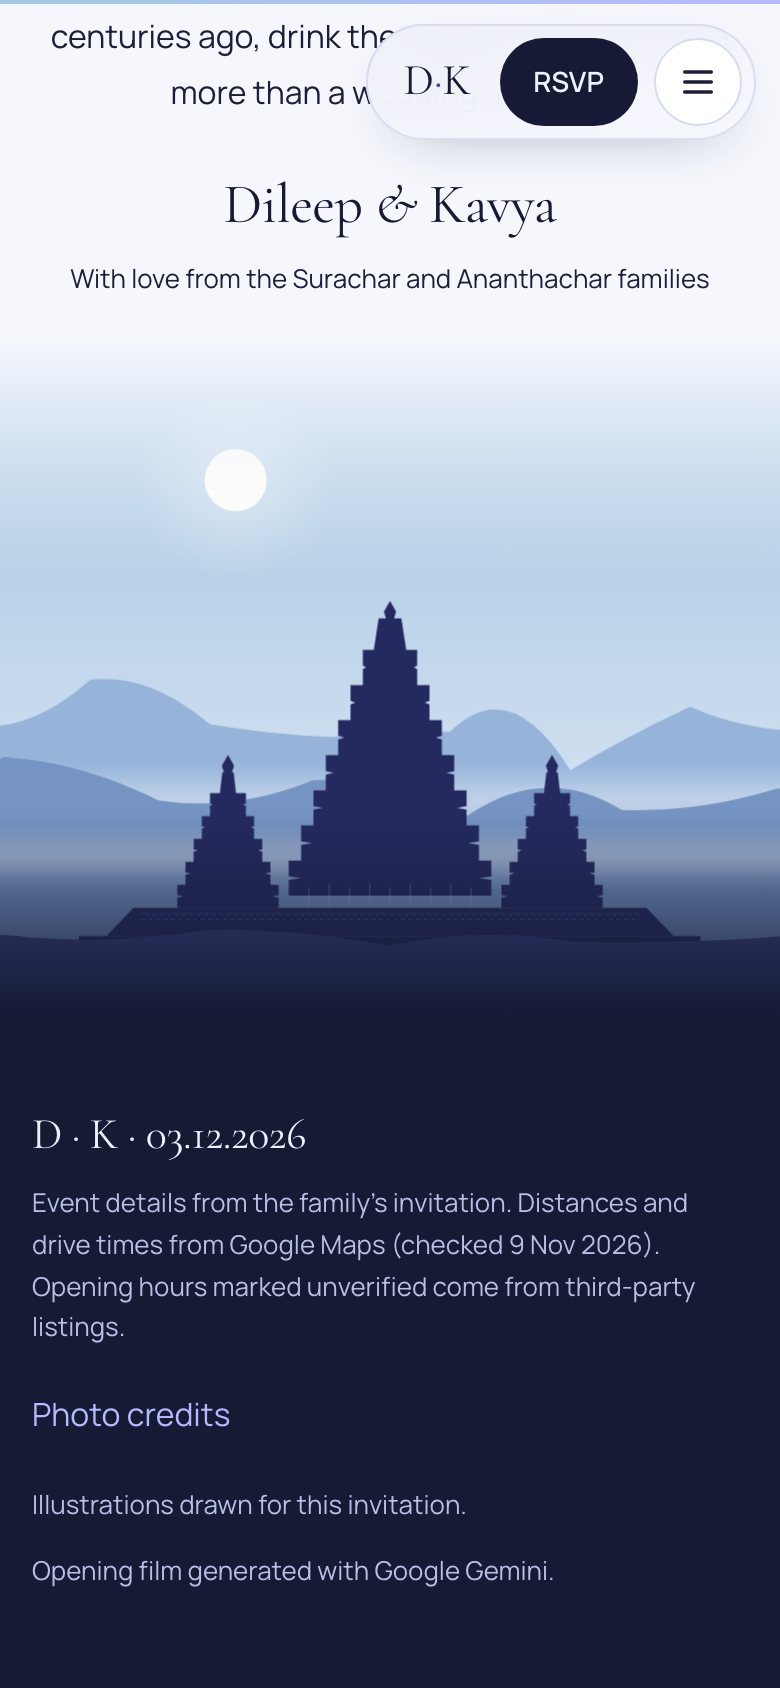 centuries ago, drink the
more than a
D·K
RSVP
Dileep & Kavya
With love from the Surachar and Ananthachar families
D · K · 03.12.2026
Event details from the family's invitation. Distances and
drive times from Google Maps (checked 9 Nov 2026).
Opening hours marked unverified come from third-party
listings.
Photo credits
Illustrations drawn for this invitation.
Opening film generated with Google Gemini.